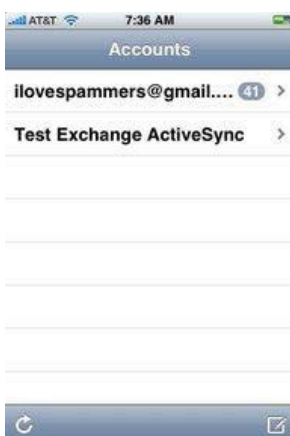 AT&T 7:36 AM
Accounts
ilovespammers@gmail.... 41
Test Exchange ActiveSync